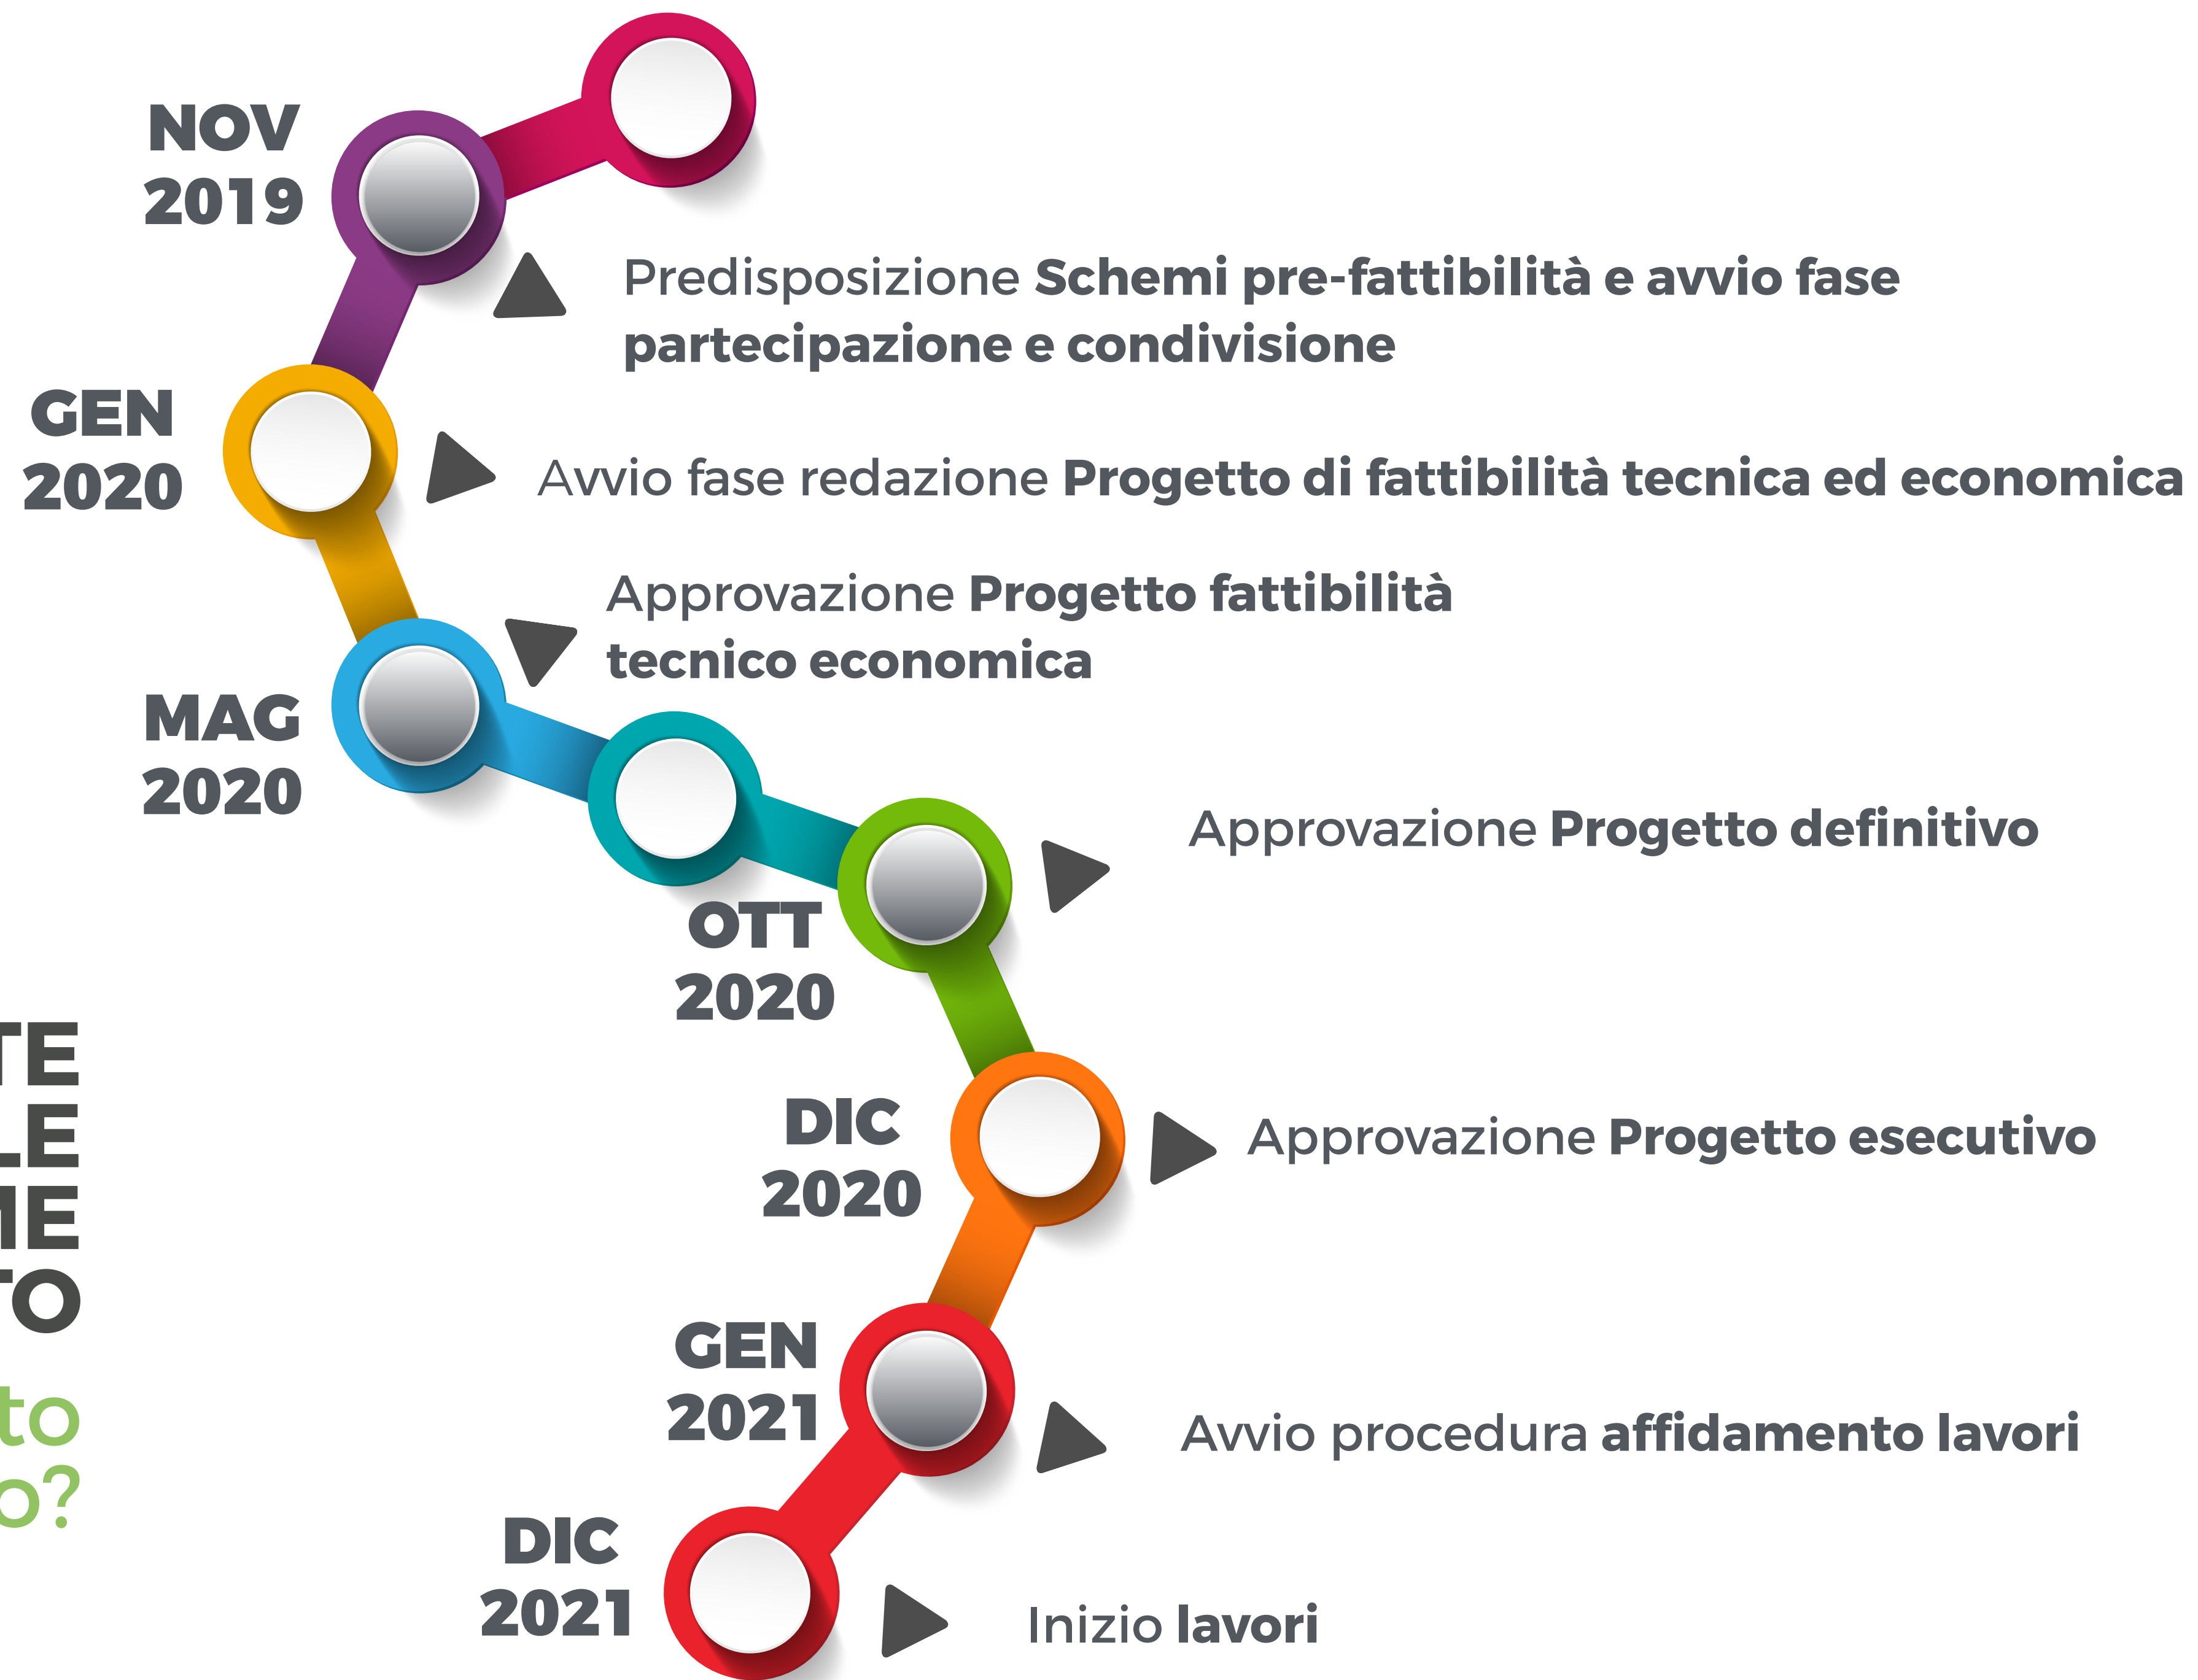 NOV
2019
Predisposizione Schemi pre-fattibilità e avvio fase
partecipazione e condivisione
GEN
2020
Avvio fase redazione Progetto di fattibilità tecnica ed economica
Approvazione Progetto fattibilità
tecnico economica
MAG
2020
Approvazione Progetto definitivo
OTT
2020
DIC
2020
Approvazione Progetto esecutivo
GEN
2021
Avvio procedura affidamento lavori
DIC
2021
Inizio lavori